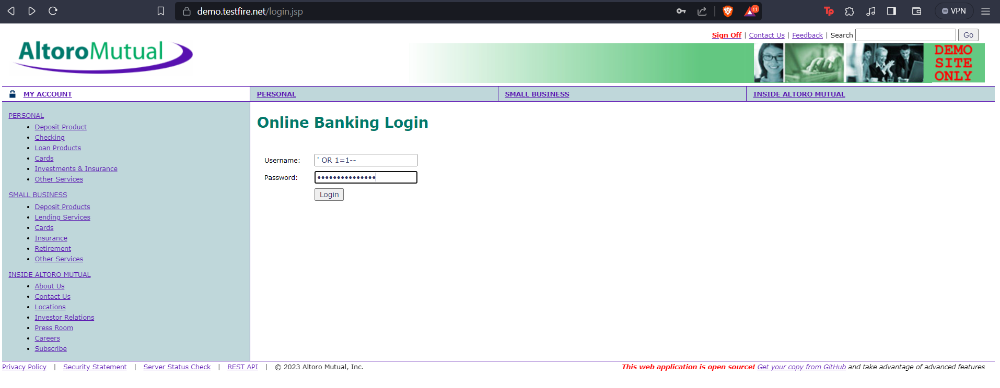 demo.testfire.net/login.jsp
11
Tp
VPN
Sign Off | Contact Us | Feedback | Search Go
AltoroMutual
DEMO
SITE
ONLY
MY ACCOUNT
PERSONAL
SMALL BUSINESS
INSIDE ALTORO MUTUAL
PERSONAL
Deposit Product
Checking
Loan Products
Cards
Investments & Insurance
Other Services
SMALL BUSINESS
Deposit Products
Lending Services
Cards
Insurance
Retirement
Other Services
INSIDE ALTORO MUTUAL
About Us
Contact Us
Locations
Investor Relations
Press Room
Careers
Subscribe
Online Banking Login
Username: ' OR 1=1--
Password: •••••••••••••••
Login
Privacy Policy | Security Statement | Server Status Check | REST API | © 2023 Altoro Mutual, Inc.
This web application is open source! Get your copy from GitHub and take advantage of advanced features